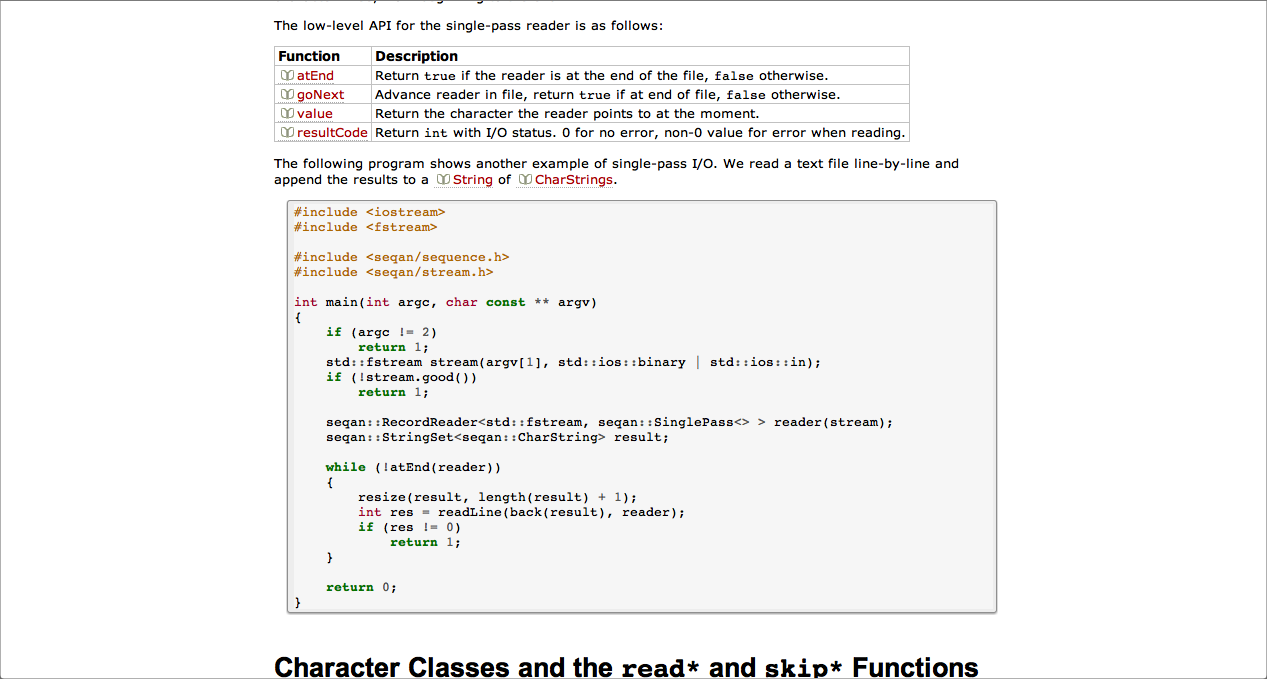 The low-level API for the single-pass reader is as follows:
Function Description
atEnd Return true if the reader is at the end of the file, false otherwise.
goNext Advance reader in file, return true if at end of file, false otherwise.
value Return the character the reader points to at the moment.
resultCode Return int with I/O status. 0 for no error, non-0 value for error when reading.
The following program shows another example of single-pass I/O. We read a text file line-by-line and
append the results to a String of CharStrings.
#include <iostream>
#include <fstream>
#include <seqan/sequence.h>
#include <seqan/stream.h>
int main(int argc, char const ** argv)
{
    if (argc != 2)
        return 1;
    std::fstream stream(argv[1], std::ios::binary | std::ios::in);
    if (!stream.good())
        return 1;
    seqan::RecordReader<std::fstream, seqan::SinglePass<> > reader(stream);
    seqan::StringSet<seqan::CharString> result;
    while (!atEnd(reader))
    {
        resize(result, length(result) + 1);
        int res = readLine(back(result), reader);
        if (res != 0)
            return 1;
    }
    return 0;
}
Character Classes and the read* and skip* Functions